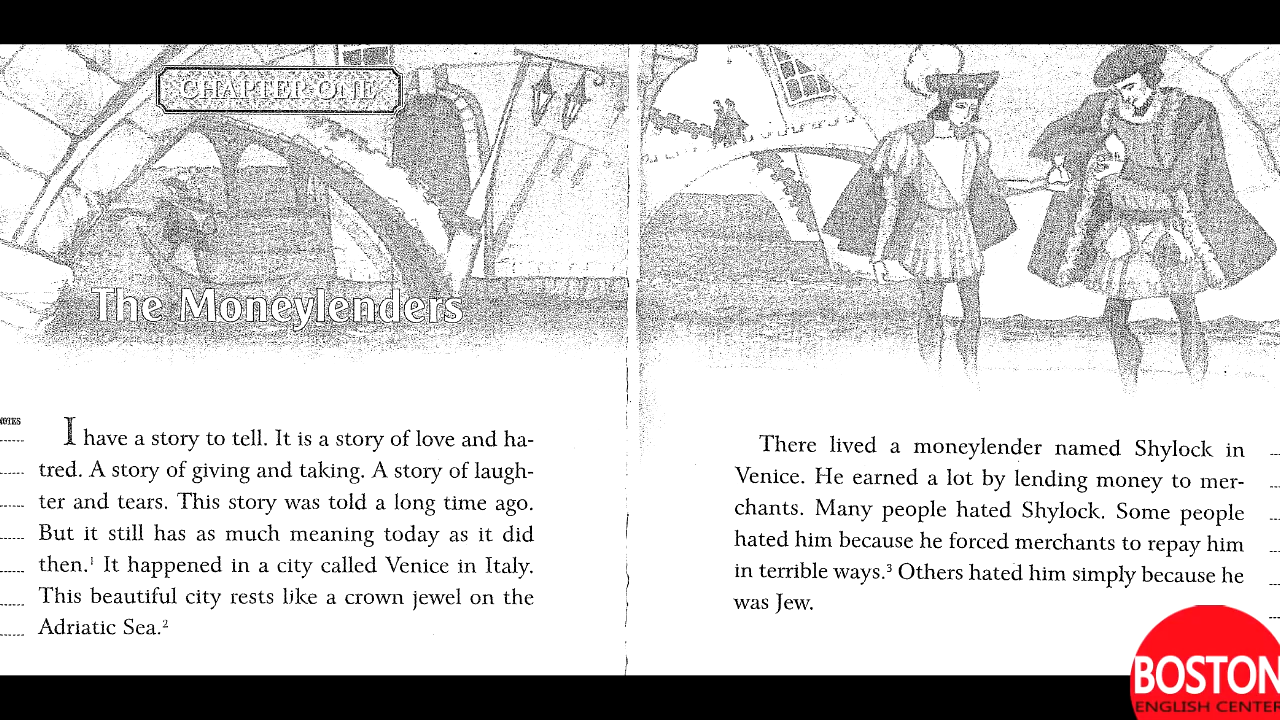 CHAPTER ONE
The Moneylenders
NOTES
I have a story to tell. It is a story of love and ha-
tred. A story of giving and taking. A story of laugh-
ter and tears. This story was told a long time ago.
But it still has as much meaning today as it did
then.¹ It happened in a city called Venice in Italy.
This beautiful city rests like a crown jewel on the
Adriatic Sea.²
There lived a moneylender named Shylock in
Venice. He earned a lot by lending money to mer-
chants. Many people hated Shylock. Some people
hated him because he forced merchants to repay him
in terrible ways.³ Others hated him simply because he
was Jew.
BOSTON
ENGLISH CENTER